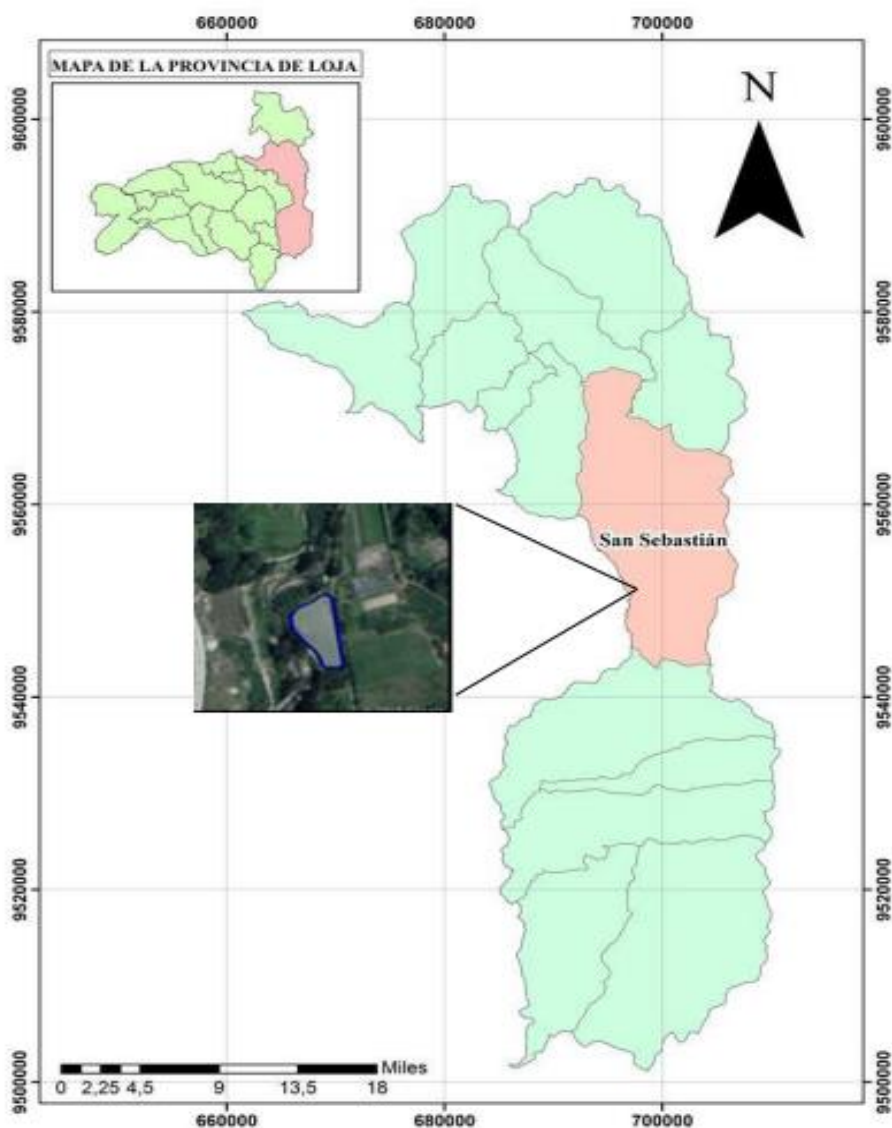 660000 680000 700000
MAPA DE LA PROVINCIA DE LOJA
N
9600000 9600000
9580000 9580000
9560000 9560000
San Sebastián
9540000 9540000
9520000 9520000
9500000 9500000
Miles
0 2,25 4,5 9 13,5 18
660000 680000 700000